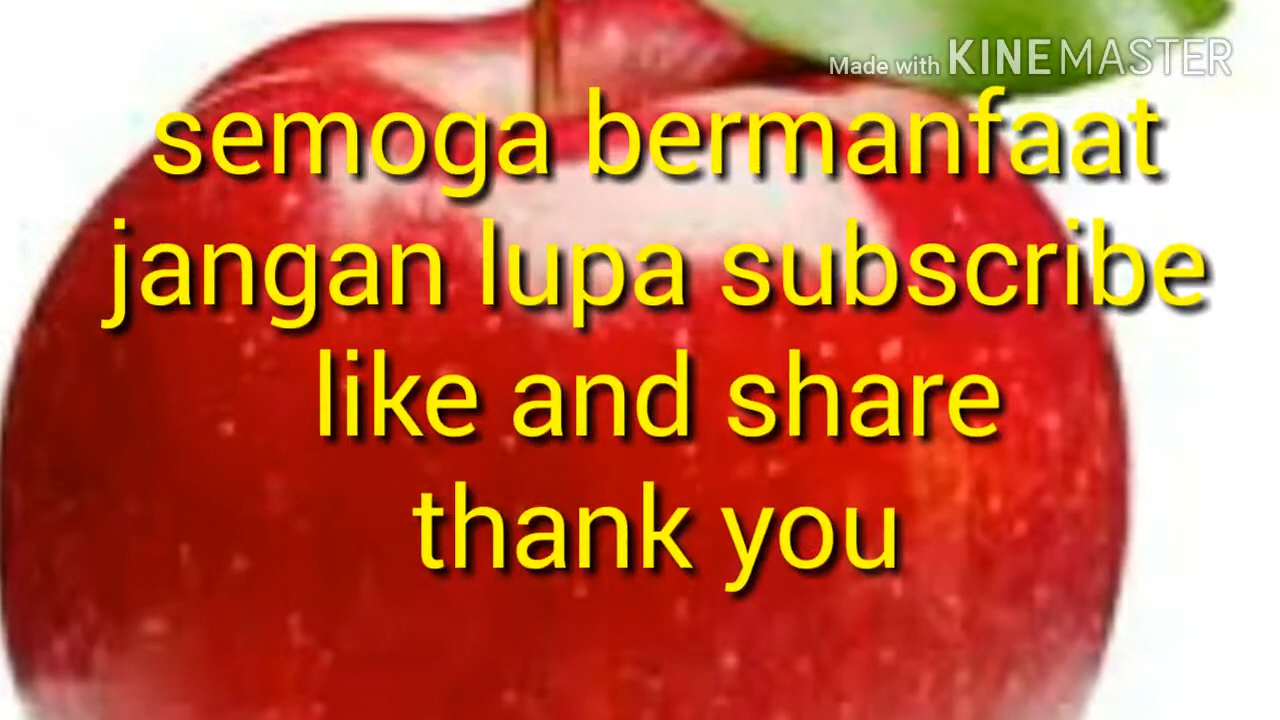 Made with KINEMASTER
semoga bermanfaat
jangan lupa subscribe
like and share
thank you